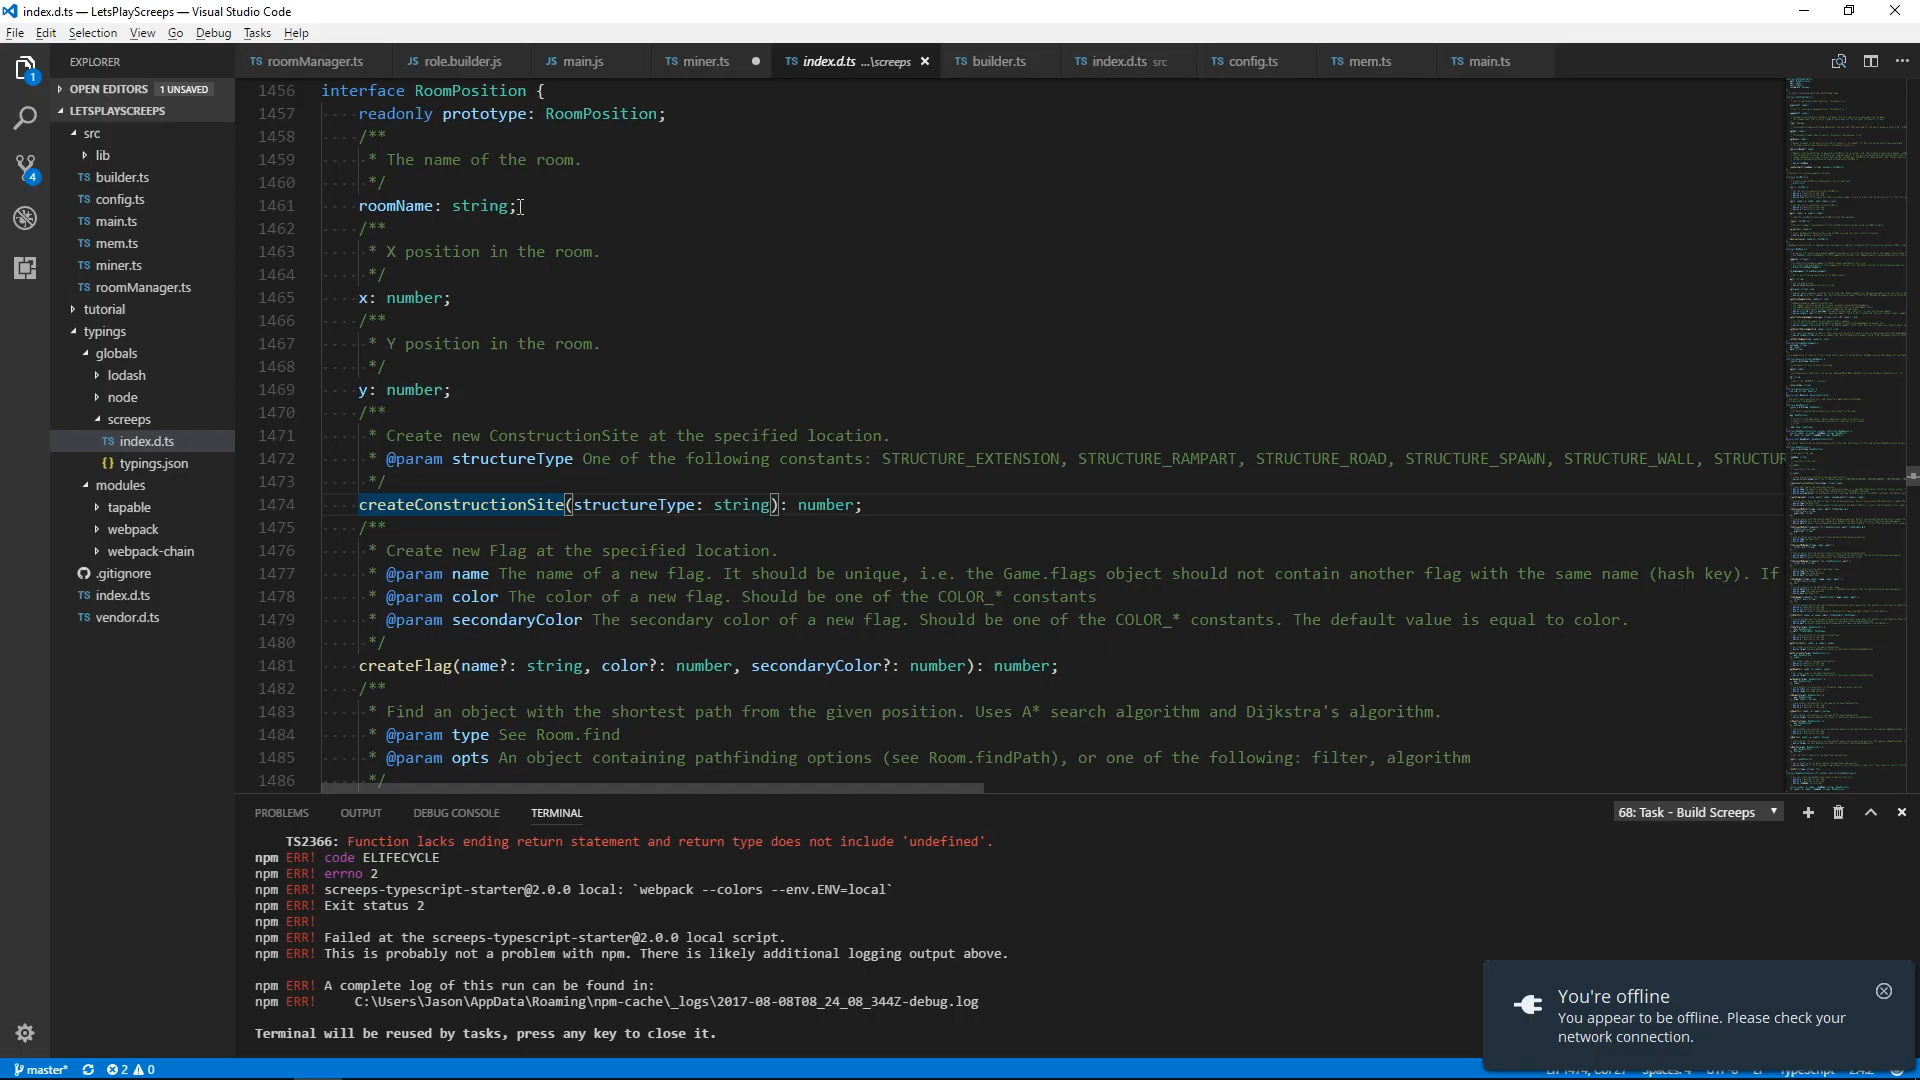 index.d.ts — LetsPlayScreeps — Visual Studio Code
File Edit Selection View Go Debug Tasks Help
EXPLORER
OPEN EDITORS 1 UNSAVED
LETSPLAYSCREEPS
src
lib
TS builder.ts
TS config.ts
TS main.ts
TS mem.ts
TS miner.ts
TS roomManager.ts
tutorial
typings
globals
lodash
node
screeps
TS index.d.ts
{} typings.json
modules
tapable
webpack
webpack-chain
.gitignore
TS index.d.ts
TS vendor.d.ts
1
4
TS roomManager.ts JS role.builder.js JS main.js TS miner.ts TS index.d.ts ...\screeps TS builder.ts TS index.d.ts src TS config.ts TS mem.ts TS main.ts
1456 interface RoomPosition {
1457 readonly prototype: RoomPosition;
1458 /**
1459 * The name of the room.
1460 */
1461 roomName: string;
1462 /**
1463 * X position in the room.
1464 */
1465 x: number;
1466 /**
1467 * Y position in the room.
1468 */
1469 y: number;
1470 /**
1471 * Create new ConstructionSite at the specified location.
1472 * @param structureType One of the following constants: STRUCTURE_EXTENSION, STRUCTURE_RAMPART, STRUCTURE_ROAD, STRUCTURE_SPAWN, STRUCTURE_WALL, STRUCTUR
1473 */
1474 createConstructionSite(structureType: string): number;
1475 /**
1476 * Create new Flag at the specified location.
1477 * @param name The name of a new flag. It should be unique, i.e. the Game.flags object should not contain another flag with the same name (hash key). If
1478 * @param color The color of a new flag. Should be one of the COLOR_* constants
1479 * @param secondaryColor The secondary color of a new flag. Should be one of the COLOR_* constants. The default value is equal to color.
1480 */
1481 createFlag(name?: string, color?: number, secondaryColor?: number): number;
1482 /**
1483 * Find an object with the shortest path from the given position. Uses A* search algorithm and Dijkstra's algorithm.
1484 * @param type See Room.find
1485 * @param opts An object containing pathfinding options (see Room.findPath), or one of the following: filter, algorithm
1486 */
PROBLEMS OUTPUT DEBUG CONSOLE TERMINAL 68: Task - Build Screeps
TS2366: Function lacks ending return statement and return type does not include 'undefined'.
npm ERR! code ELIFECYCLE
npm ERR! errno 2
npm ERR! screeps-typescript-starter@2.0.0 local: `webpack --colors --env.ENV=local`
npm ERR! Exit status 2
npm ERR!
npm ERR! Failed at the screeps-typescript-starter@2.0.0 local script.
npm ERR! This is probably not a problem with npm. There is likely additional logging output above.
npm ERR! A complete log of this run can be found in:
npm ERR! C:\Users\Jason\AppData\Roaming\npm-cache\_logs\2017-08-08T08_24_08_344Z-debug.log
Terminal will be reused by tasks, press any key to close it.
You're offline
You appear to be offline. Please check your
network connection.
master* 2 0